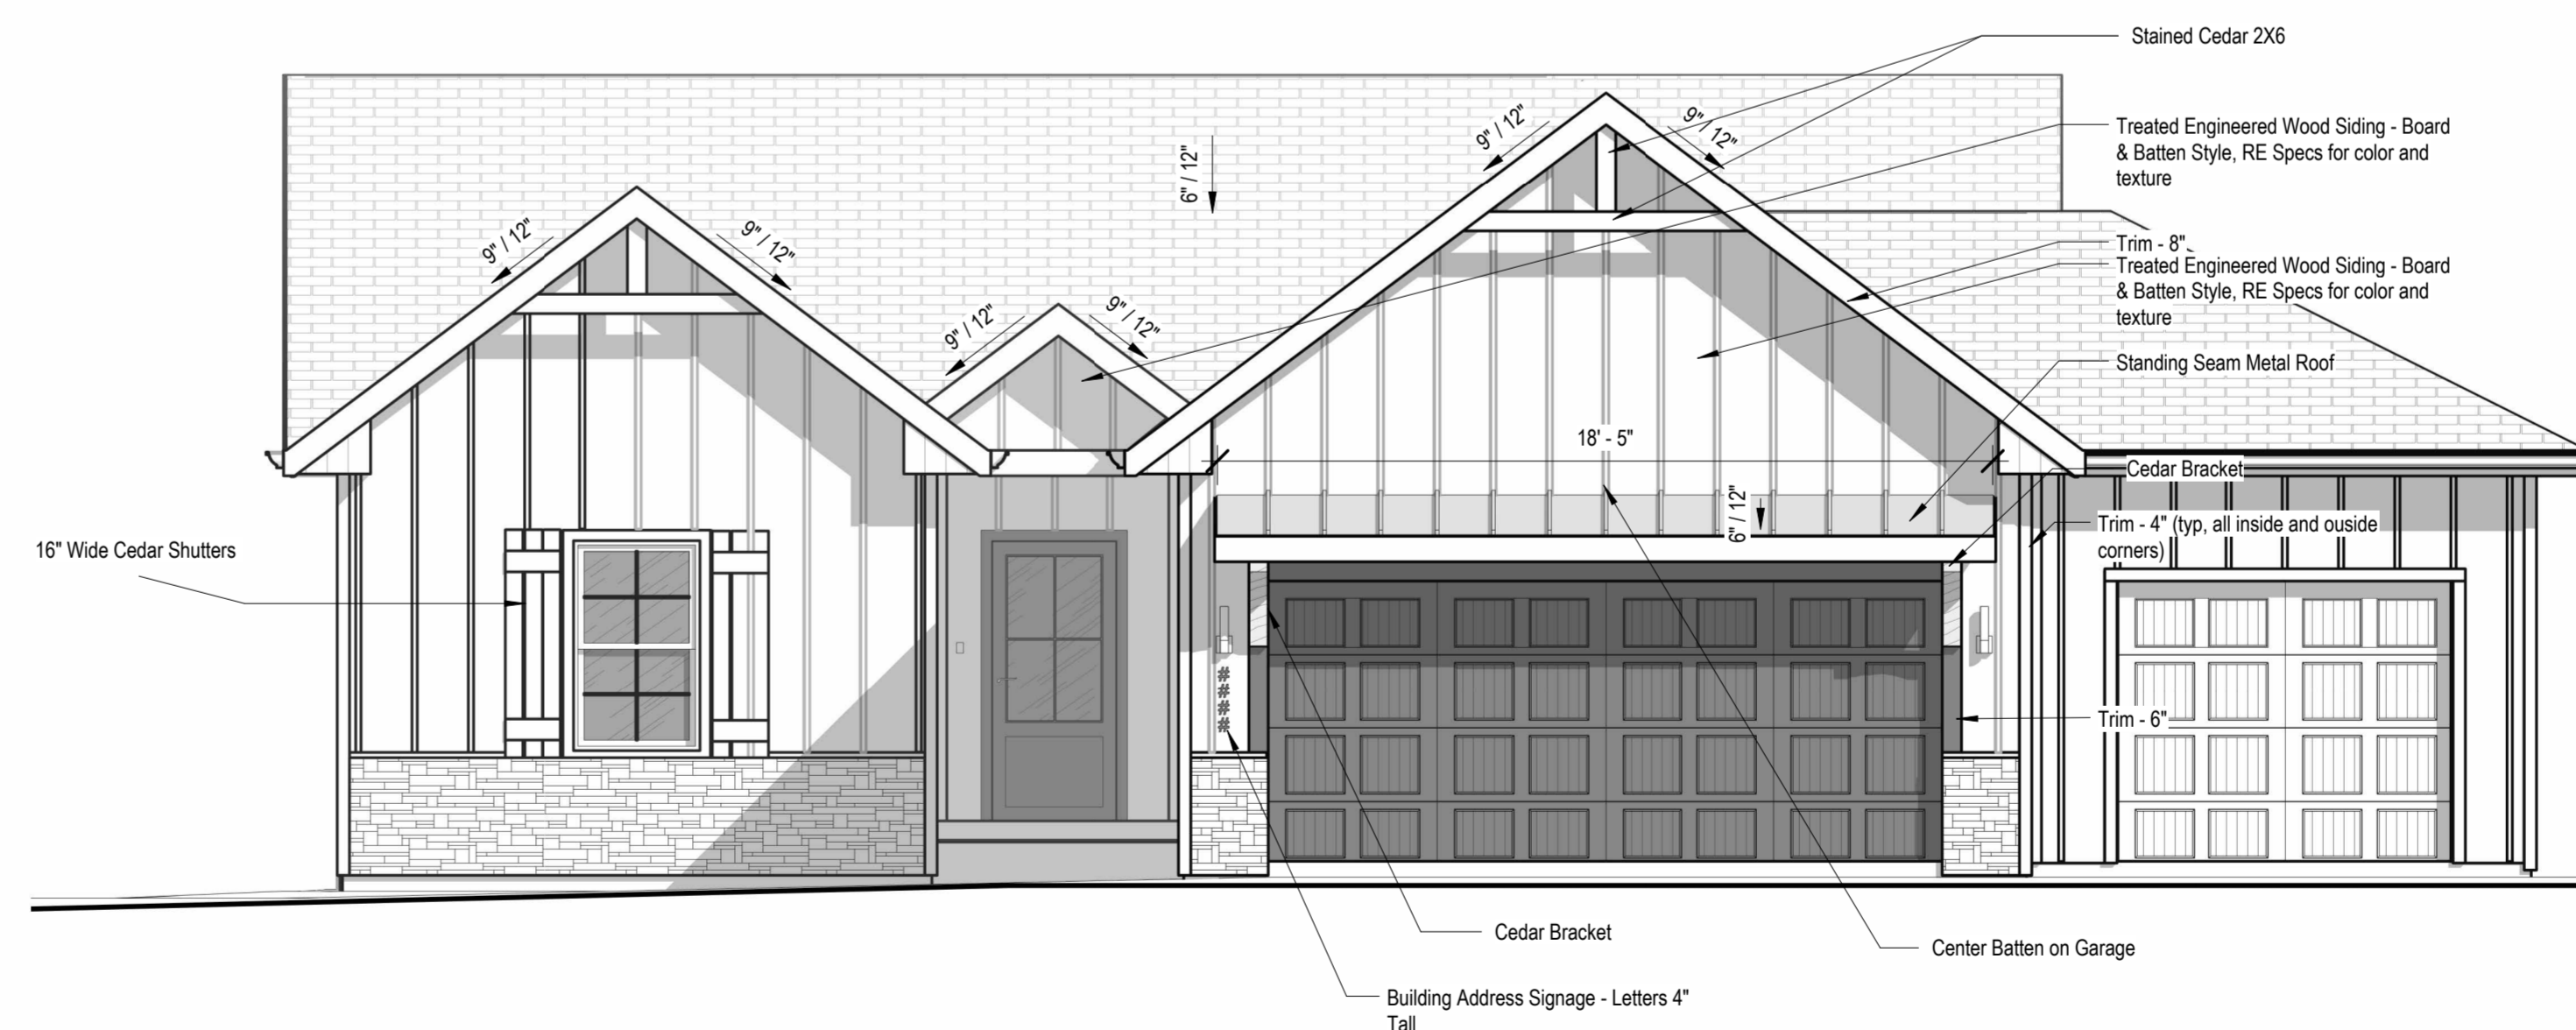 Stained Cedar 2X6
9" / 12"
9" / 12"
Treated Engineered Wood Siding - Board
& Batten Style, RE Specs for color and
texture
6" / 12"
9" / 12"
9" / 12"
Trim - 8"
Treated Engineered Wood Siding - Board
& Batten Style, RE Specs for color and
texture
9" / 12"
9" / 12"
Standing Seam Metal Roof
18' - 5"
Cedar Bracket
6" / 12"
Trim - 4" (typ, all inside and ouside
corners)
16" Wide Cedar Shutters
#
#
#
#
Trim - 6"
Cedar Bracket
Center Batten on Garage
Building Address Signage - Letters 4"
Tall